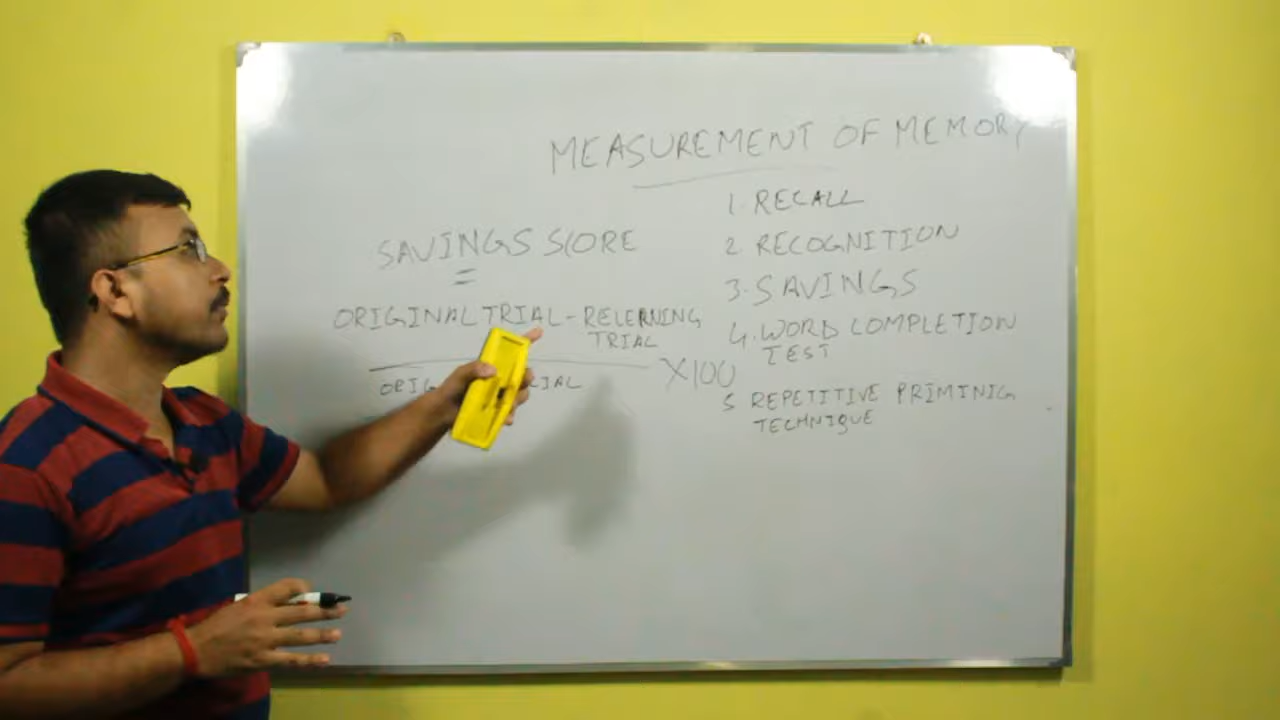 MEASUREMENT OF MEMORY
1. RECALL
2. RECOGNITION
3. SAVINGS
4. WORD COMPLETION
TEST
5 REPETITIVE PRIMINIG
TECHNIQUE
SAVINGS SCORE
=
ORIGINAL TRIAL - RELERNING
TRIAL
X100